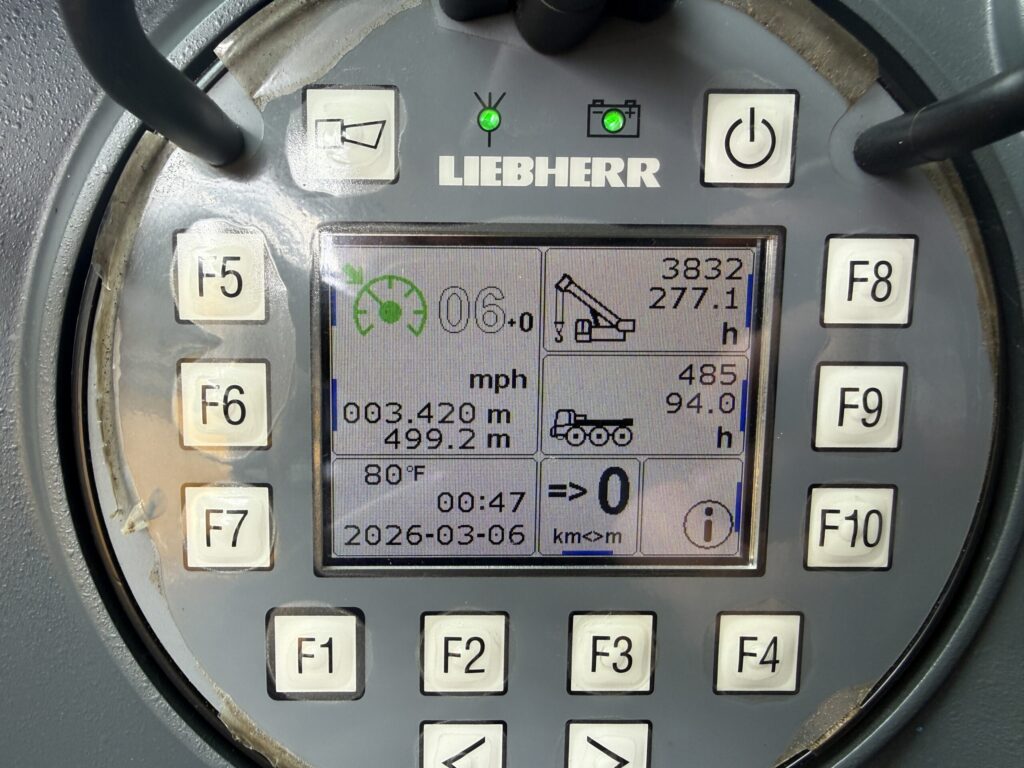 LIEBHERR
F5
F6
F7
06+0
mph
003.420 m
499.2 m
3832
277.1
h
485
94.0
h
80°F
00:47
2026-03-06
=> 0
km<>m
i
F8
F9
F10
F1 F2 F3 F4
< >